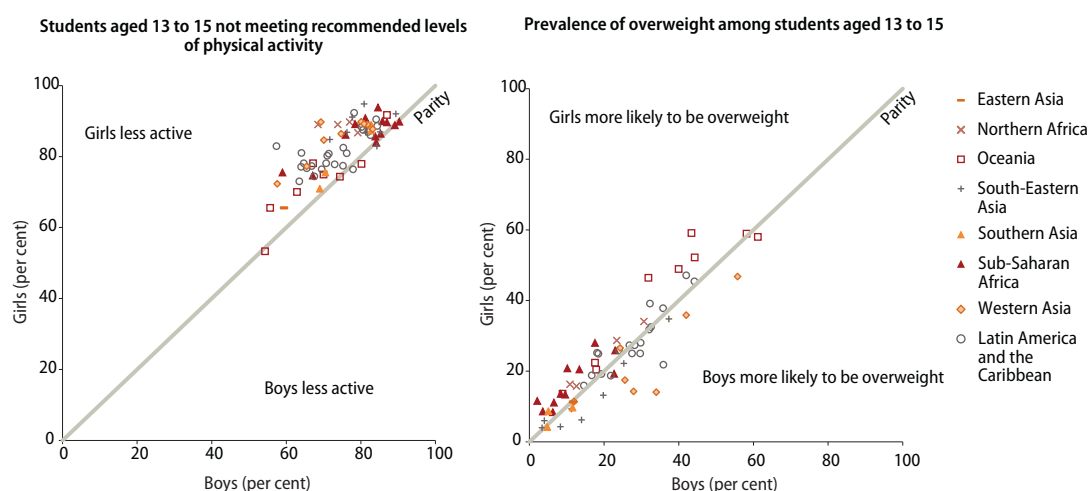 Students aged 13 to 15 not meeting recommended levels
of physical activity
100
80
60
40
20
0
Girls (per cent)
Girls less active
Parity
Boys less active
0
20
40
60
80
100
Boys (per cent)
Prevalence of overweight among students aged 13 to 15
100
80
60
40
20
0
Girls (per cent)
Girls more likely to be overweight
Parity
Boys more likely to be overweight
0
20
40
60
80
100
Boys (per cent)
Eastern Asia
Northern Africa
Oceania
South-Eastern
Asia
Southern Asia
Sub-Saharan
Africa
Western Asia
Latin America
and the
Caribbean